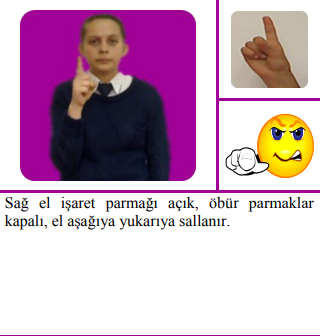 Sağ el işaret parmağı açık, öbür parmaklar
kapalı, el aşağıya yukarıya sallanır.